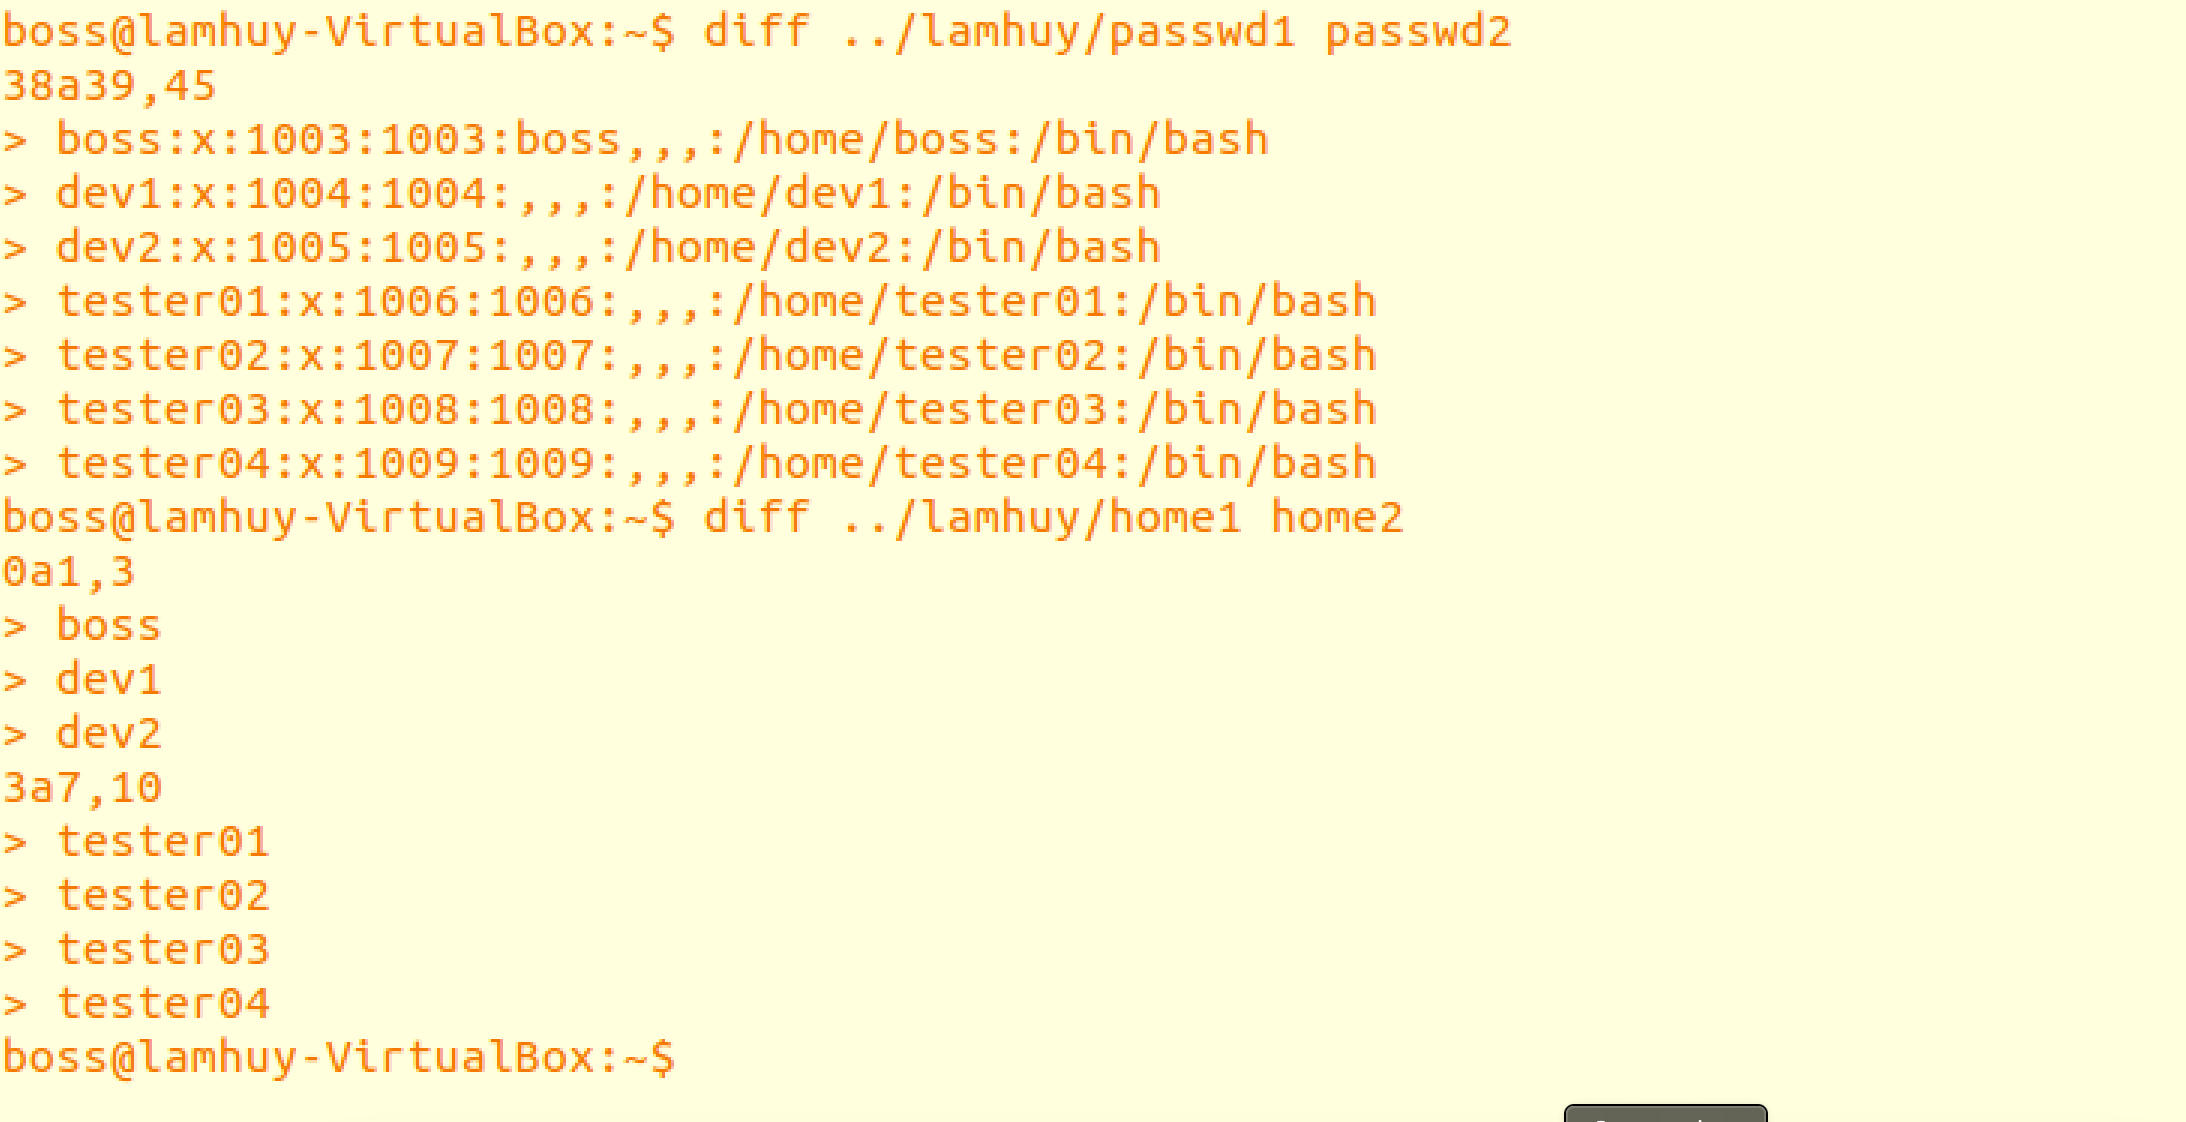 boss@lamhuy-VirtualBox:~$ diff ../lamhuy/passwd1 passwd2
38a39,45
> boss:x:1003:1003:boss,,,:/home/boss:/bin/bash
> dev1:x:1004:1004:,,,:/home/dev1:/bin/bash
> dev2:x:1005:1005:,,,:/home/dev2:/bin/bash
> tester01:x:1006:1006:,,,:/home/tester01:/bin/bash
> tester02:x:1007:1007:,,,:/home/tester02:/bin/bash
> tester03:x:1008:1008:,,,:/home/tester03:/bin/bash
> tester04:x:1009:1009:,,,:/home/tester04:/bin/bash
boss@lamhuy-VirtualBox:~$ diff ../lamhuy/home1 home2
0a1,3
> boss
> dev1
> dev2
3a7,10
> tester01
> tester02
> tester03
> tester04
boss@lamhuy-VirtualBox:~$